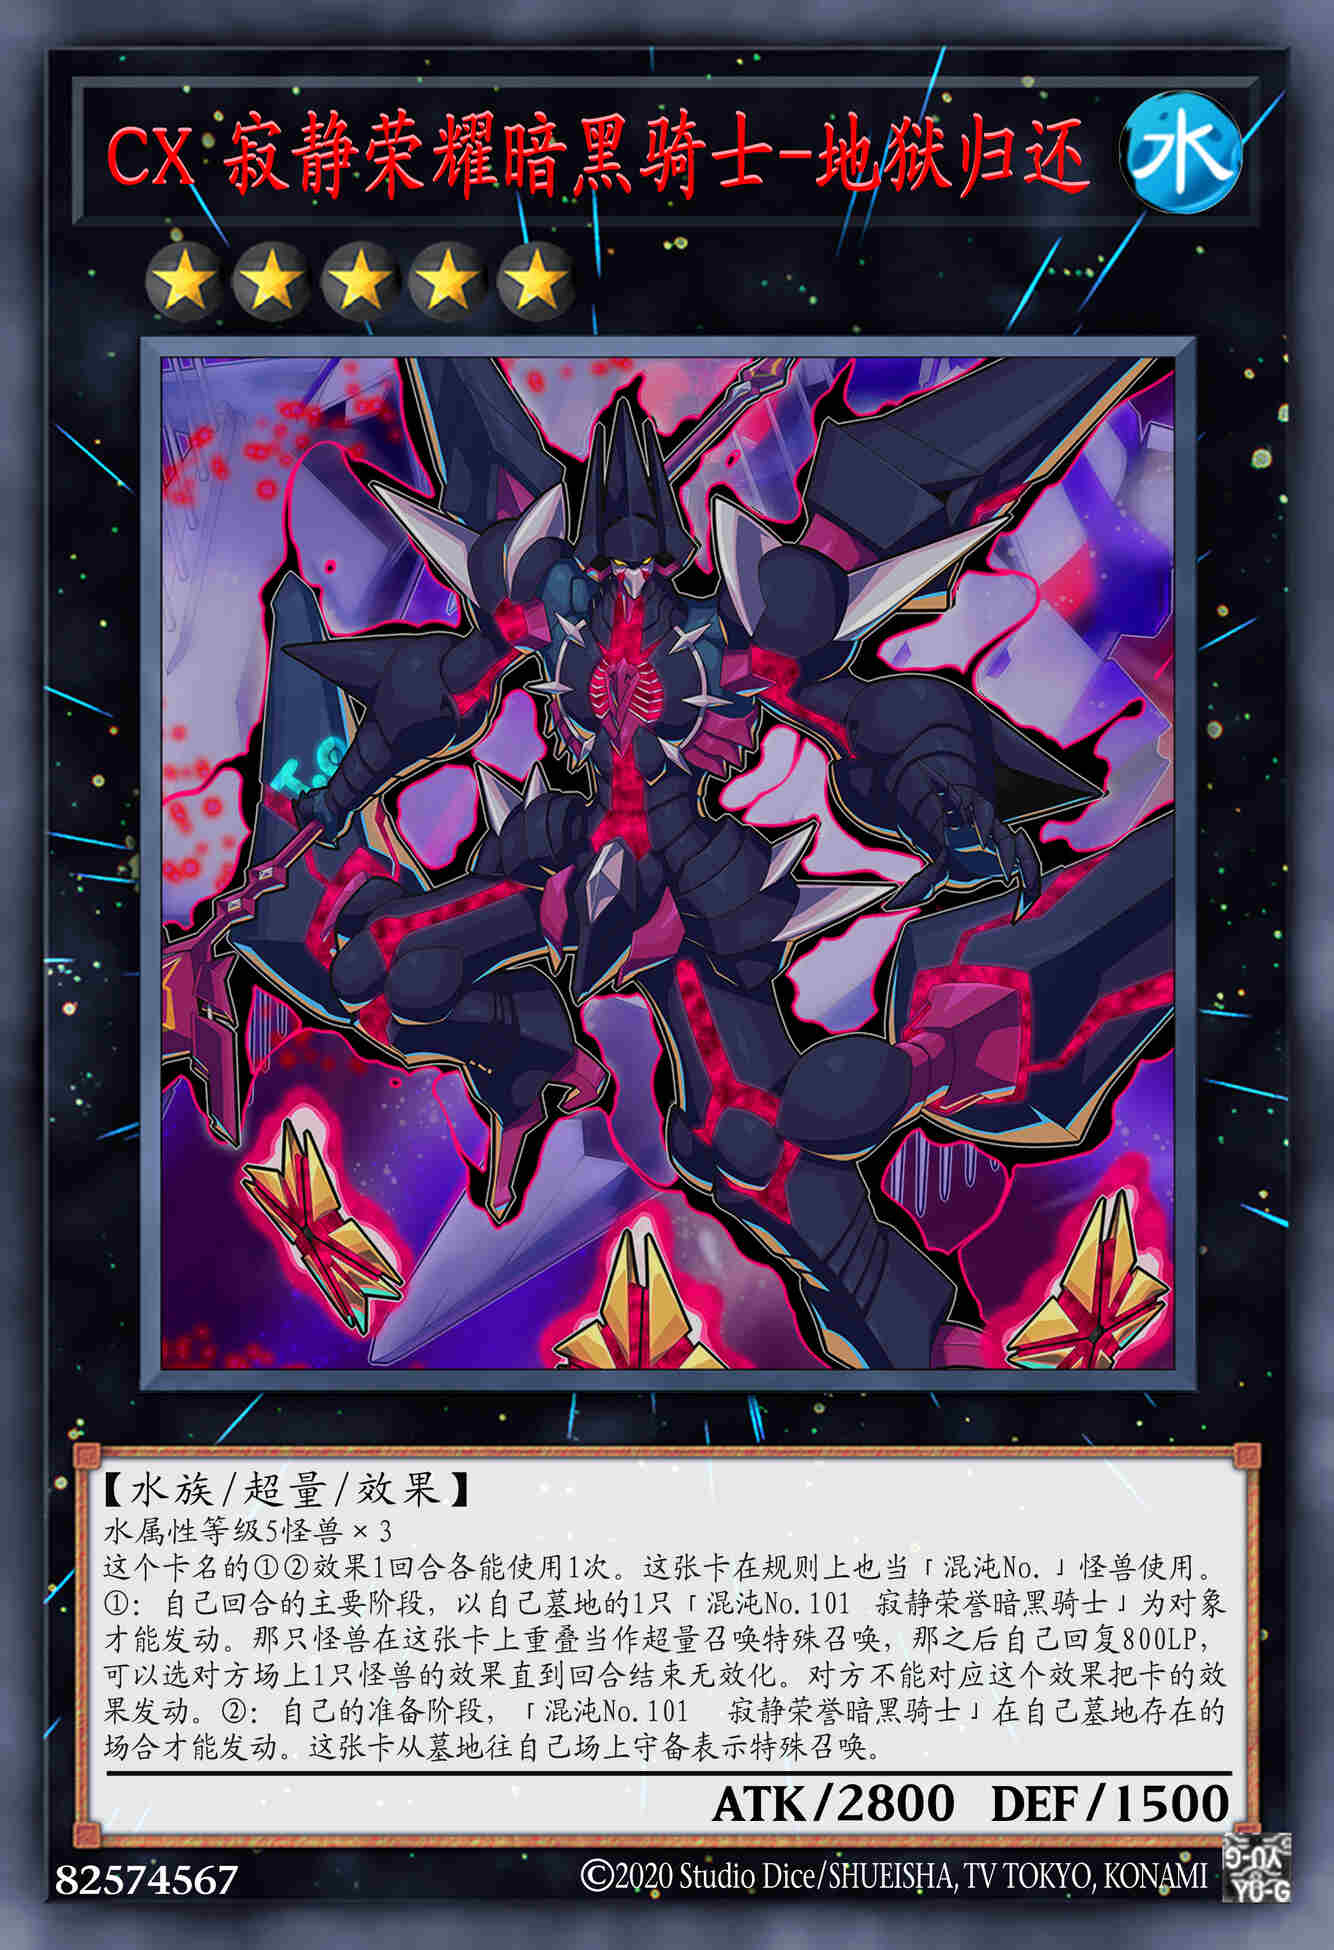 CX 寂静荣耀暗黑骑士-地狱归还
水
【水族/超量/效果】
水属性等级5怪兽×3
这个卡名的①②效果1回合各能使用1次。这张卡在规则上也当「混沌No.」怪兽使用。
①：自己回合的主要阶段，以自己墓地的1只「混沌No.101 寂静荣誉暗黑骑士」为对象
才能发动。那只怪兽在这张卡上重叠当作超量召唤特殊召唤，那之后自己回复800LP，
可以选对方场上1只怪兽的效果直到回合结束无效化。对方不能对应这个效果把卡的效
果发动。②：自己的准备阶段，「混沌No.101 寂静荣誉暗黑骑士」在自己墓地存在的
场合才能发动。这张卡从墓地往自己场上守备表示特殊召唤。
ATK/2800 DEF/1500
82574567
©2020 Studio Dice/SHUEISHA, TV TOKYO, KONAMI